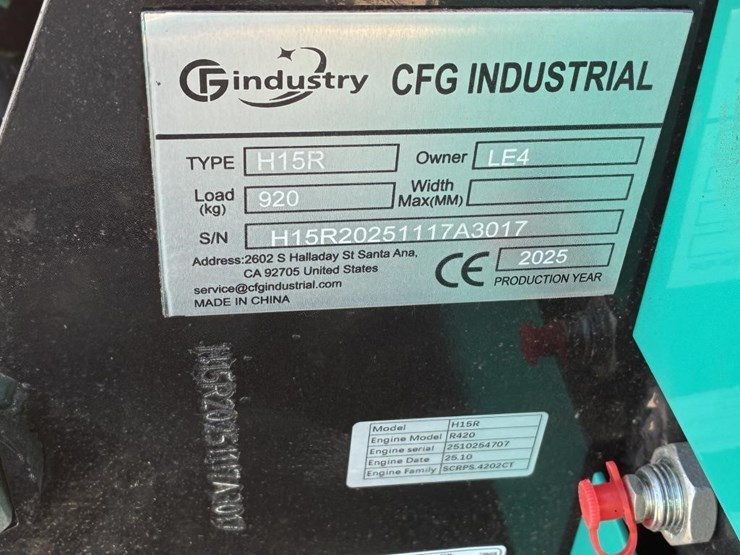 CFGindustry CFG INDUSTRIAL
TYPE H15R Owner LE4
Load (kg) 920 Width Max(MM)
S/N H15R20251117A3017
Address:2602 S Halladay St Santa Ana,
CA 92705 United States
service@cfgindustrial.com
MADE IN CHINA
CE 2025
PRODUCTION YEAR
H15R20251117A3017
Model H15R
Engine Model R420
Engine serial 2510254707
Engine Date 25.10
Engine Family SCRPS.4202CT